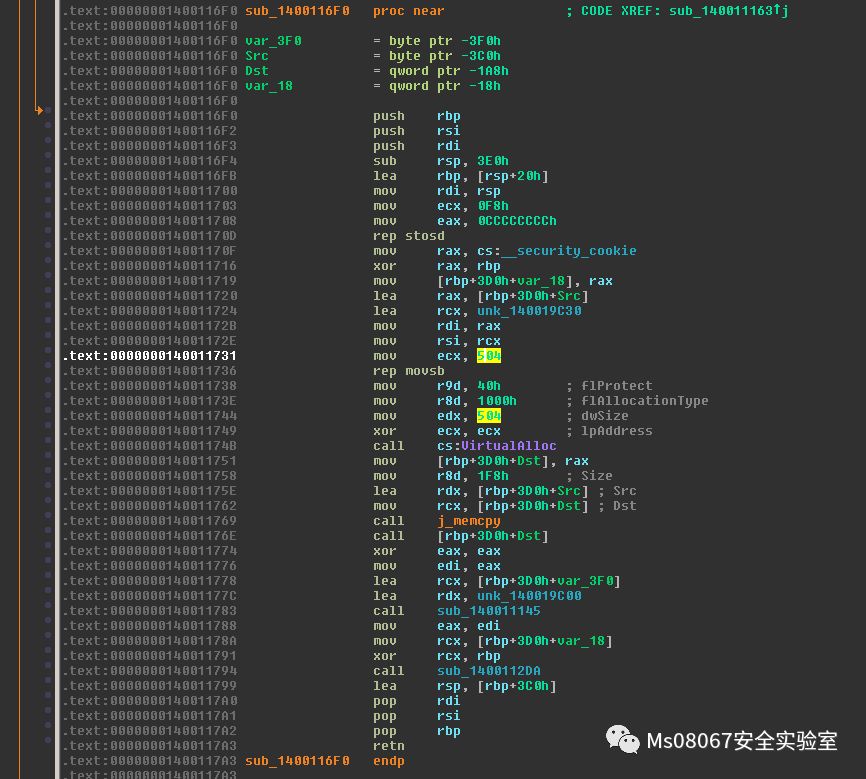 .text:00000001400116F0 sub_1400116F0 proc near ; CODE XREF: sub_140011163↑j
.text:00000001400116F0
.text:00000001400116F0 var_3F0 = byte ptr -3F0h
.text:00000001400116F0 Src = byte ptr -3C0h
.text:00000001400116F0 Dst = qword ptr -1A8h
.text:00000001400116F0 var_18 = qword ptr -18h
.text:00000001400116F0
.text:00000001400116F0 push rbp
.text:00000001400116F2 push rsi
.text:00000001400116F3 push rdi
.text:00000001400116F4 sub rsp, 3E0h
.text:00000001400116FB lea rbp, [rsp+20h]
.text:0000000140011700 mov rdi, rsp
.text:0000000140011703 mov ecx, 0F8h
.text:0000000140011708 mov eax, 0CCCCCCCCh
.text:000000014001170D rep stosd
.text:000000014001170F mov rax, cs:__security_cookie
.text:0000000140011716 xor rax, rbp
.text:0000000140011719 mov [rbp+3D0h+var_18], rax
.text:0000000140011720 lea rax, [rbp+3D0h+Src]
.text:0000000140011724 lea rcx, unk_140019C30
.text:000000014001172B mov rdi, rax
.text:000000014001172E mov rsi, rcx
.text:0000000140011731 mov ecx, 504
.text:0000000140011736 rep movsb
.text:0000000140011738 mov r9d, 40h ; flProtect
.text:000000014001173E mov r8d, 1000h ; flAllocationType
.text:0000000140011744 mov edx, 504 ; dwSize
.text:0000000140011749 xor ecx, ecx ; lpAddress
.text:000000014001174B call cs:VirtualAlloc
.text:0000000140011751 mov [rbp+3D0h+Dst], rax
.text:0000000140011758 mov r8d, 1F8h ; Size
.text:000000014001175E lea rdx, [rbp+3D0h+Src] ; Src
.text:0000000140011762 mov rcx, [rbp+3D0h+Dst] ; Dst
.text:0000000140011769 call j_memcpy
.text:000000014001176E call [rbp+3D0h+Dst]
.text:0000000140011774 xor eax, eax
.text:0000000140011776 mov edi, eax
.text:0000000140011778 lea rcx, [rbp+3D0h+var_3F0]
.text:000000014001177C lea rdx, unk_140019C00
.text:0000000140011783 call sub_140011145
.text:0000000140011788 mov eax, edi
.text:000000014001178A mov rcx, [rbp+3D0h+var_18]
.text:0000000140011791 xor rcx, rbp
.text:0000000140011794 call sub_1400112DA
.text:0000000140011799 lea rsp, [rbp+3C0h]
.text:00000001400117A0 pop rdi
.text:00000001400117A1 pop rsi
.text:00000001400117A2 pop rbp
.text:00000001400117A3 retn
.text:00000001400117A3 sub_1400116F0 endp
.text:00000001400117A3
Ms08067安全实验室